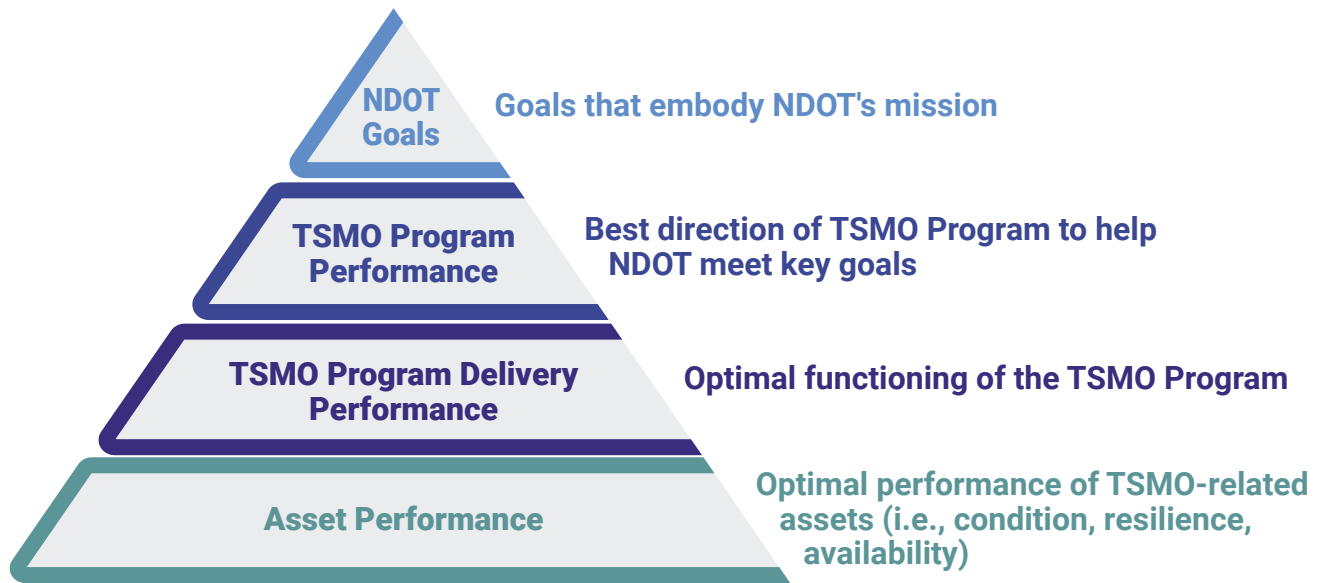 NDOT
Goals
Goals that embody NDOT's mission
TSMO Program
Performance
Best direction of TSMO Program to help
NDOT meet key goals
TSMO Program Delivery
Performance
Optimal functioning of the TSMO Program
Asset Performance
Optimal performance of TSMO-related
assets (i.e., condition, resilience,
availability)